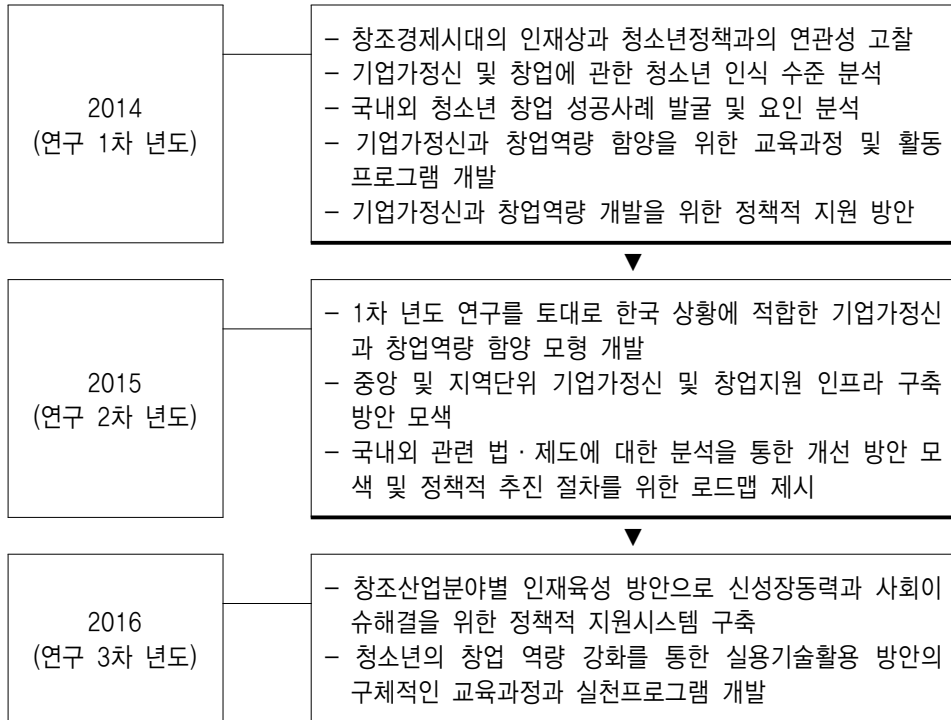 2014
(연구 1차 년도)
– 창조경제시대의 인재상과 청소년정책과의 연관성 고찰
– 기업가정신 및 창업에 관한 청소년 인식 수준 분석
– 국내외 청소년 창업 성공사례 발굴 및 요인 분석
– 기업가정신과 창업역량 함양을 위한 교육과정 및 활동
프로그램 개발
– 기업가정신과 창업역량 개발을 위한 정책적 지원 방안
▼
2015
(연구 2차 년도)
– 1차 년도 연구를 토대로 한국 상황에 적합한 기업가정신
과 창업역량 함양 모형 개발
– 중앙 및 지역단위 기업가정신 및 창업지원 인프라 구축
방안 모색
– 국내외 관련 법 · 제도에 대한 분석을 통한 개선 방안 모
색 및 정책적 추진 절차를 위한 로드맵 제시
▼
2016
(연구 3차 년도)
– 창조산업분야별 인재육성 방안으로 신성장동력과 사회이
슈해결을 위한 정책적 지원시스템 구축
– 청소년의 창업 역량 강화를 통한 실용기술활용 방안의
구체적인 교육과정과 실천프로그램 개발